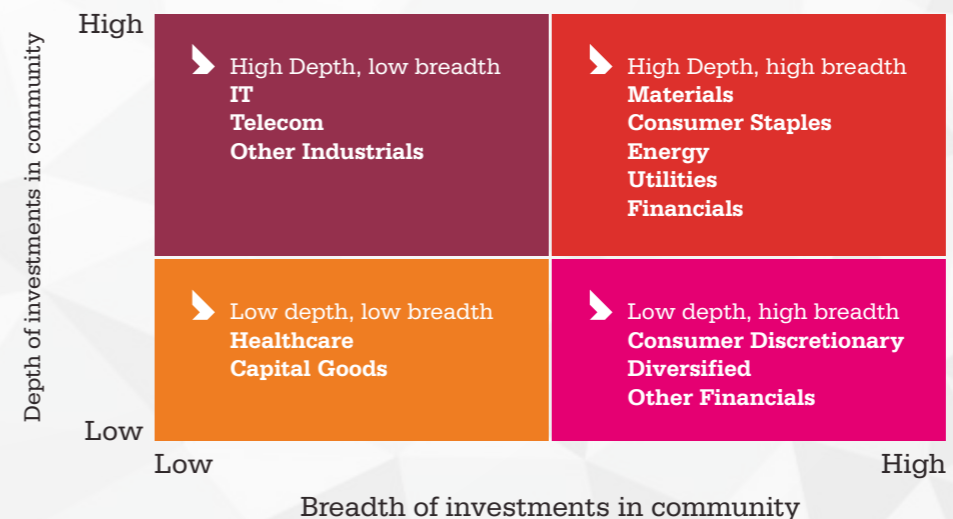 High
Depth of investments in community
High Depth, low breadth
IT
Telecom
Other Industrials
High Depth, high breadth
Materials
Consumer Staples
Energy
Utilities
Financials
Low depth, low breadth
Healthcare
Capital Goods
Low depth, high breadth
Consumer Discretionary
Diversified
Other Financials
Low
Low
High
Breadth of investments in community